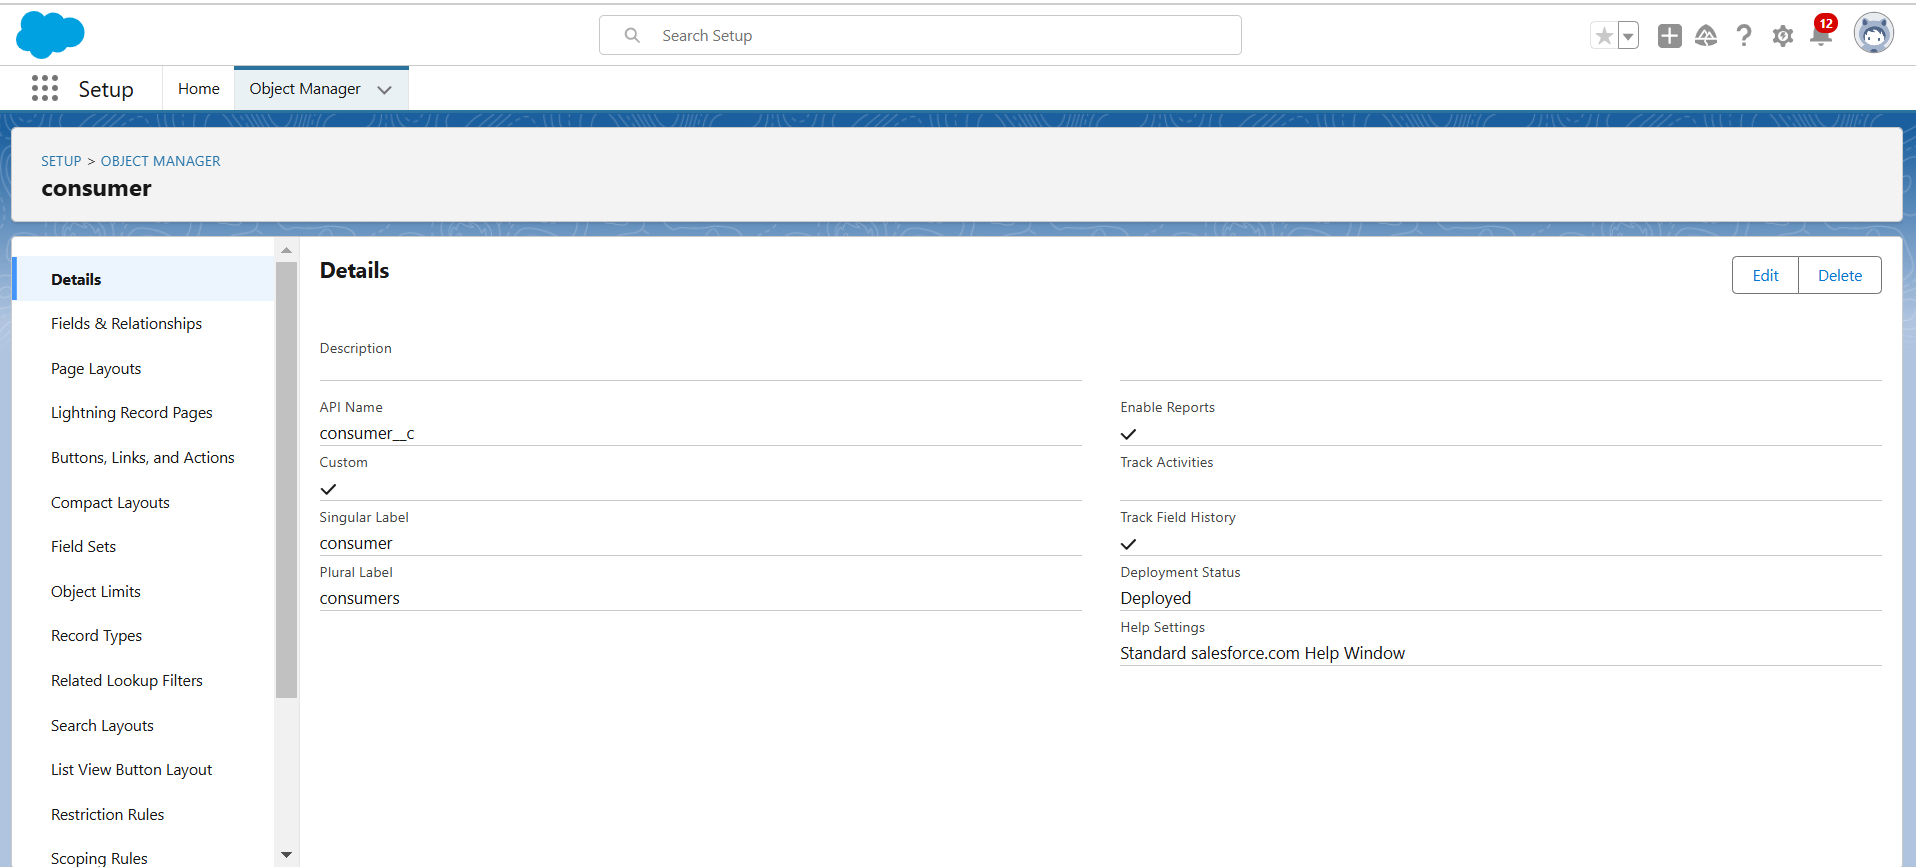 Search Setup
12
Setup
Home
Object Manager
SETUP > OBJECT MANAGER
consumer
Details
Fields & Relationships
Page Layouts
Lightning Record Pages
Buttons, Links, and Actions
Compact Layouts
Field Sets
Object Limits
Record Types
Related Lookup Filters
Search Layouts
List View Button Layout
Restriction Rules
Scoping Rules
Details
Edit
Delete
Description
API Name
consumer__c
Custom
Singular Label
consumer
Plural Label
consumers
Enable Reports
Track Activities
Track Field History
Deployment Status
Deployed
Help Settings
Standard salesforce.com Help Window